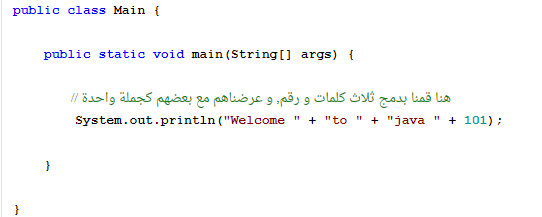 public class Main {
public static void main(String[] args) {
// هنا قمنا بدمج ثلاث كلمات و رقم, و عرضناهم مع بعضهم كجملة واحدة
System.out.println("Welcome " + "to " + "java " + 101);
}
}